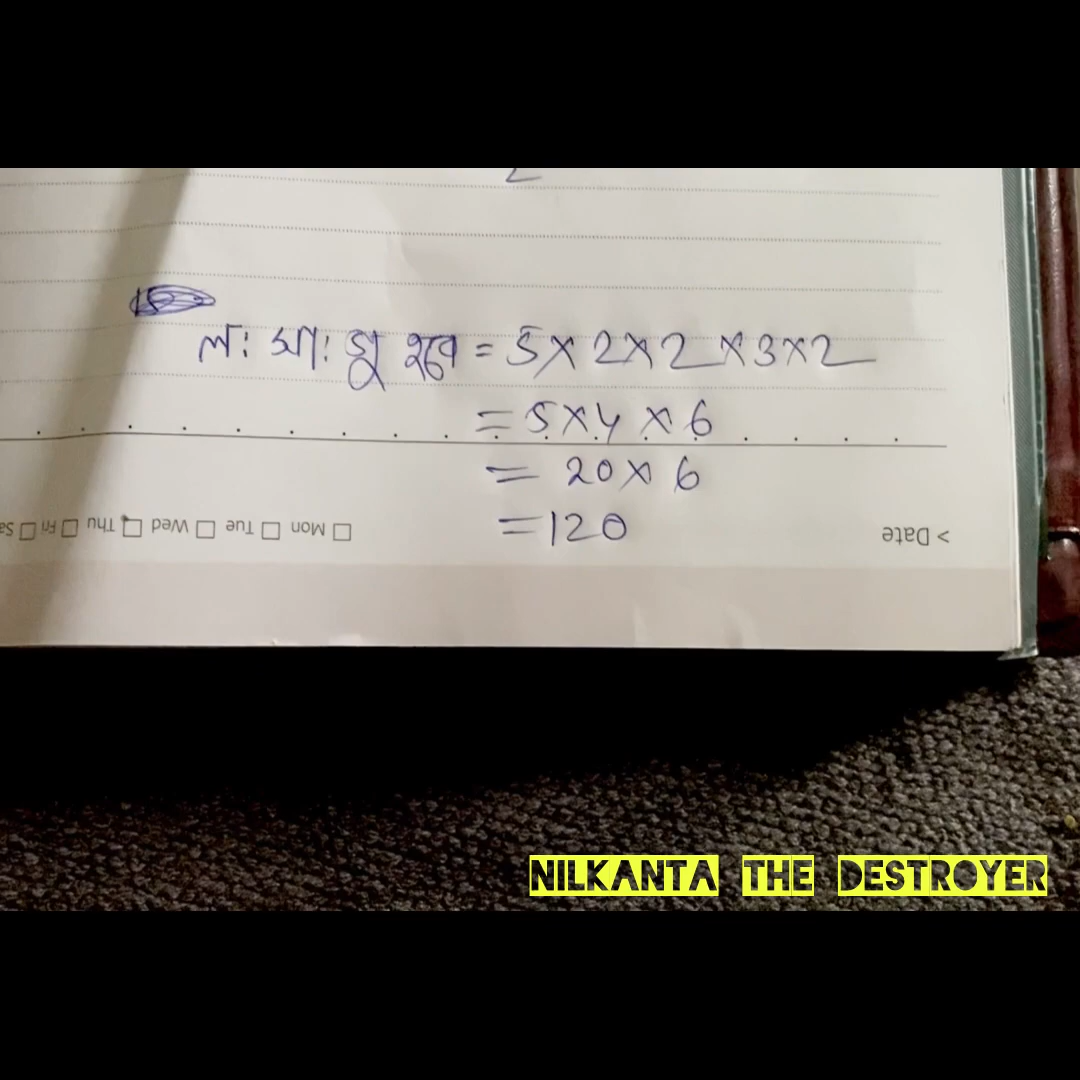 ল: সা: গু হবে = 5 × 2 × 2 × 3 × 2
= 5 × 4 × 6
= 20 × 6
= 120
> Date
□ Mon □ Tue □ Wed □ Thu □ Fri □ Sa
NILKANTA THE DESTROYER